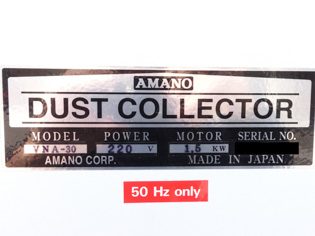 AMANO
DUST COLLECTOR
MODEL POWER MOTOR SERIAL NO.
VNA-30 220 V 1.5 KW
AMANO CORP. MADE IN JAPAN
50 Hz only